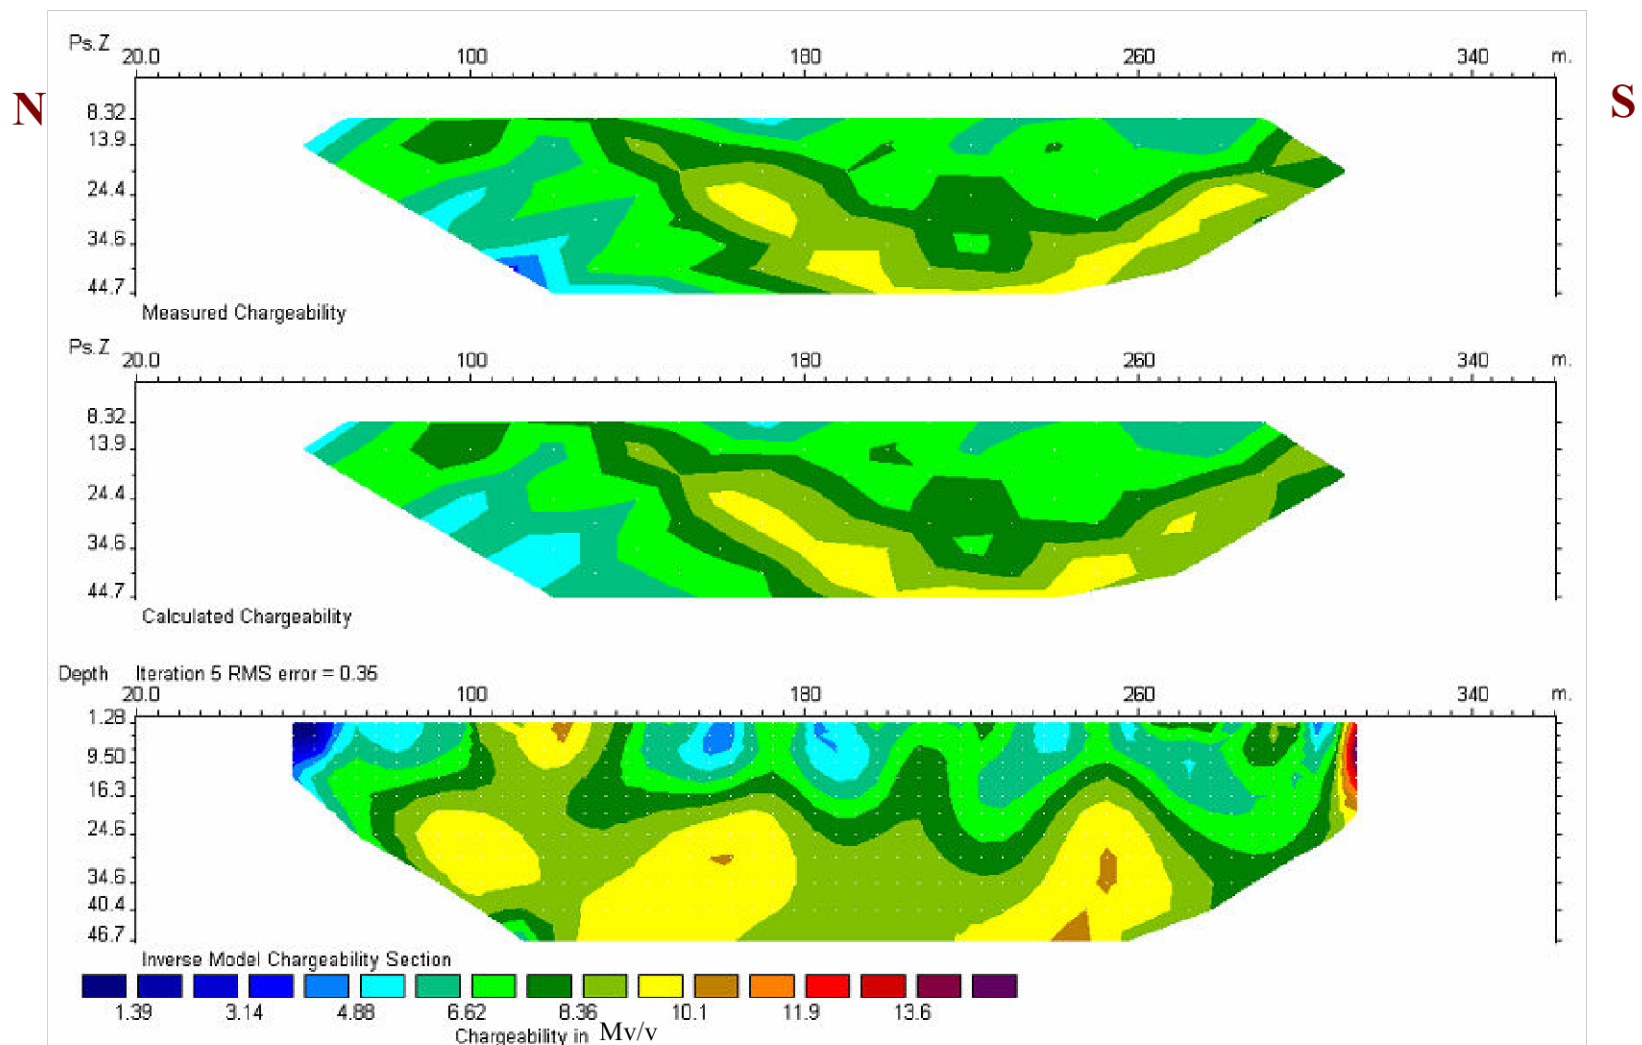 Ps.Z
20.0 100 180 260 340 m.
N S
8.32
13.9
24.4
34.6
44.7
Measured Chargeability
Ps.Z
20.0 100 180 260 340 m.
8.32
13.9
24.4
34.6
44.7
Calculated Chargeability
Depth Iteration 5 RMS error = 0.35
20.0 100 180 260 340 m.
1.28
9.50
16.3
24.6
34.6
40.4
46.7
Inverse Model Chargeability Section
1.39 3.14 4.88 6.62 8.36 10.1 11.9 13.6
Chargeability in Mv/v